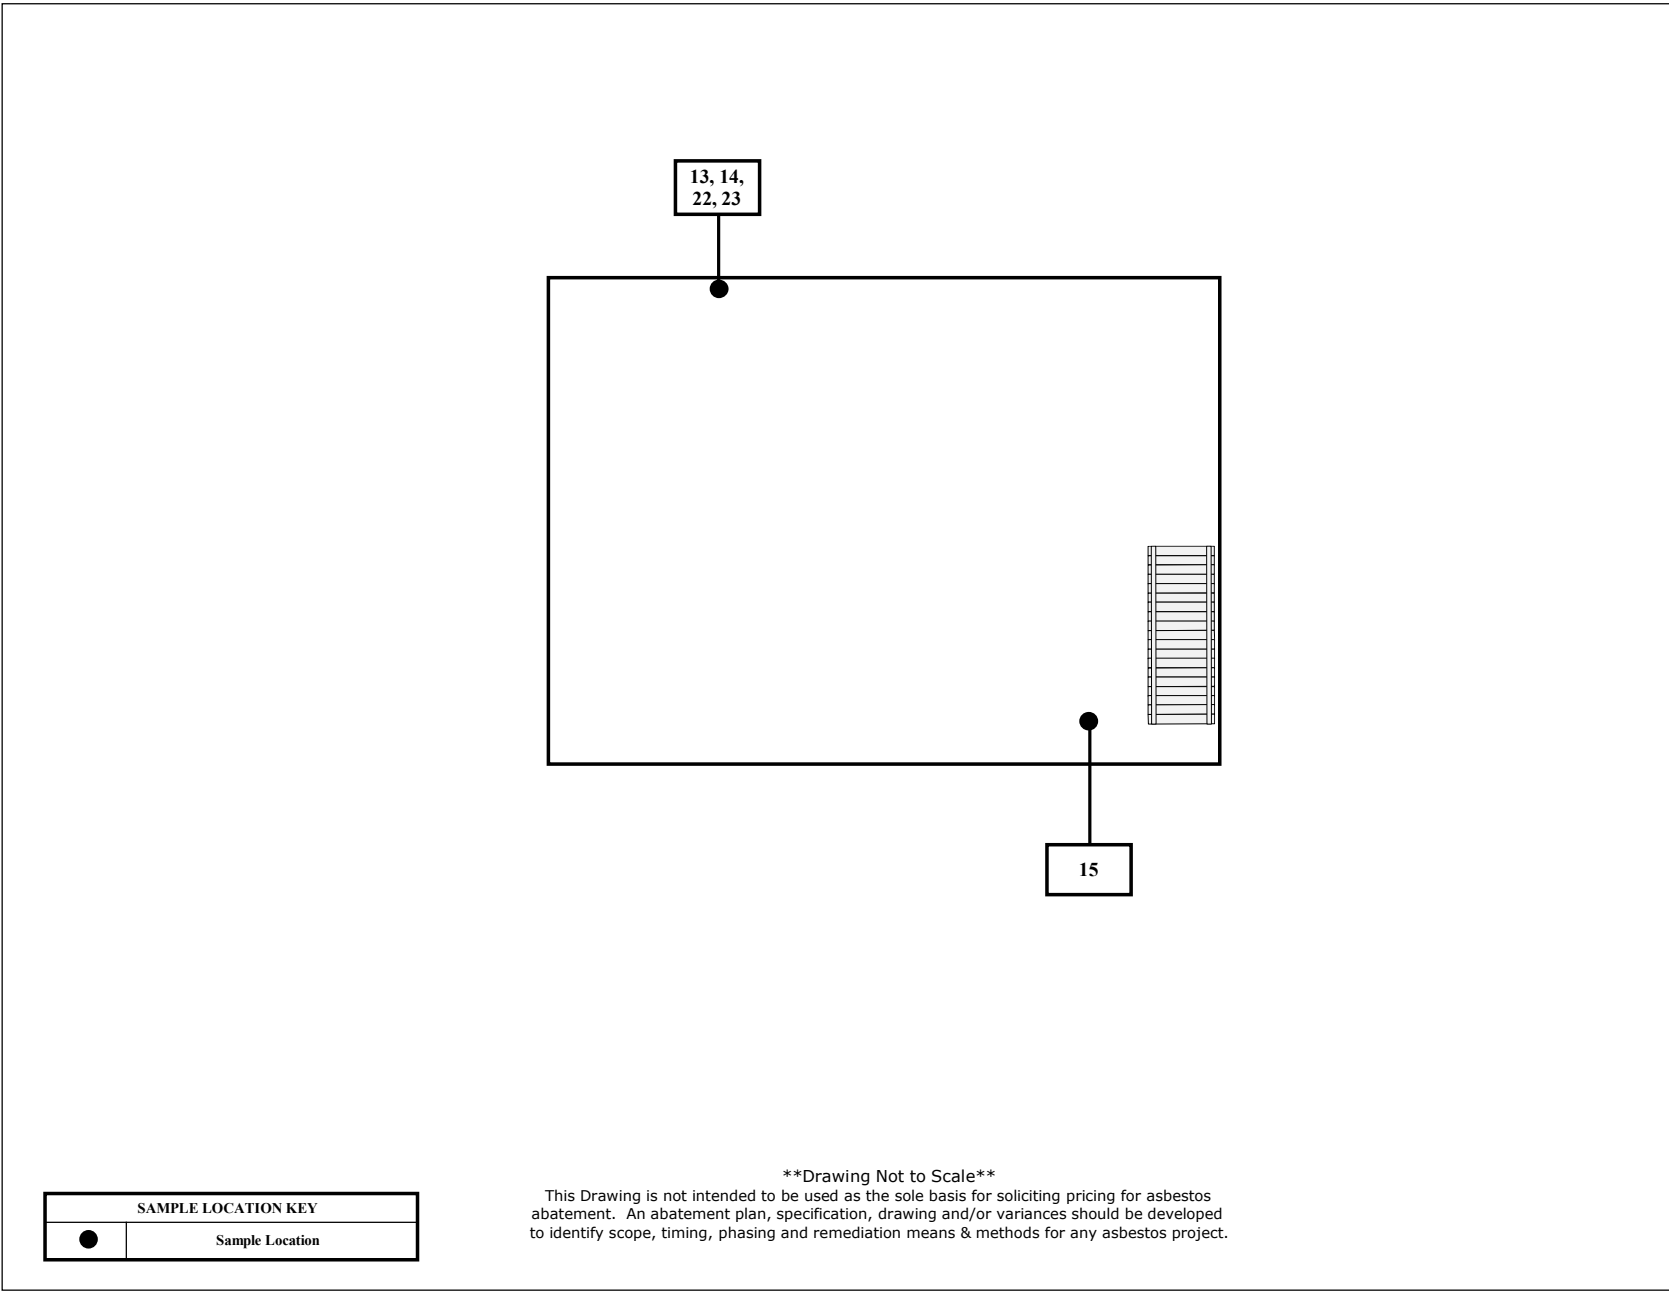 13, 14,
22, 23
15
**Drawing Not to Scale**
This Drawing is not intended to be used as the sole basis for soliciting pricing for asbestos
abatement.  An abatement plan, specification, drawing and/or variances should be developed
to identify scope, timing, phasing and remediation means & methods for any asbestos project.
SAMPLE LOCATION KEY
Sample Location